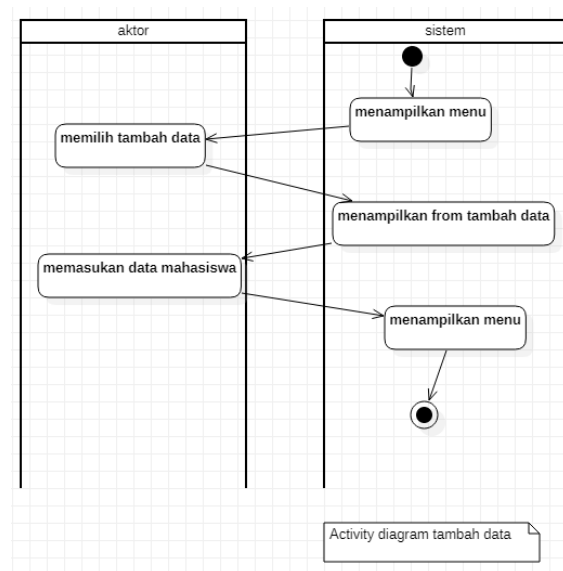 aktor
sistem
menampilkan menu
memilih tambah data
menampilkan from tambah data
memasukan data mahasiswa
menampilkan menu
Activity diagram tambah data